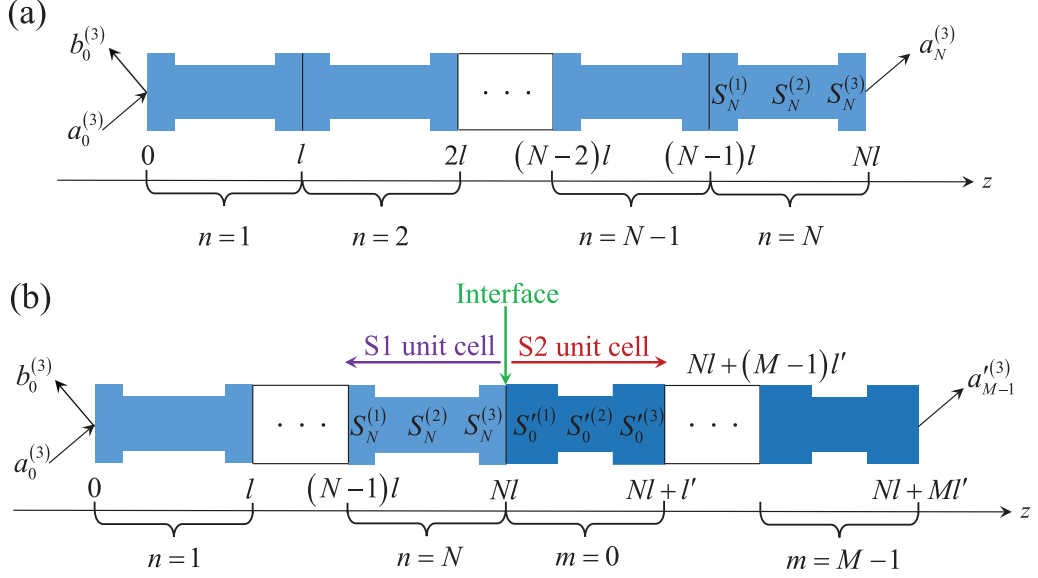 (a)
b_0^{(3)}
a_0^{(3)}
a_N^{(3)}
S_N^{(1)} S_N^{(2)} S_N^{(3)}
· · ·
0 l 2l (N−2)l (N−1)l Nl
z
n=1 n=2 n=N−1 n=N
(b)
Interface
S1 unit cell S2 unit cell
Nl+(M−1)l′
b_0^{(3)}
a_0^{(3)}
a′_{M−1}^{(3)}
· · · S_N^{(1)} S_N^{(2)} S_N^{(3)} S′_0^{(1)} S′_0^{(2)} S′_0^{(3)} · · ·
0 l (N−1)l Nl Nl+l′ Nl+Ml′
z
n=1 n=N m=0 m=M−1